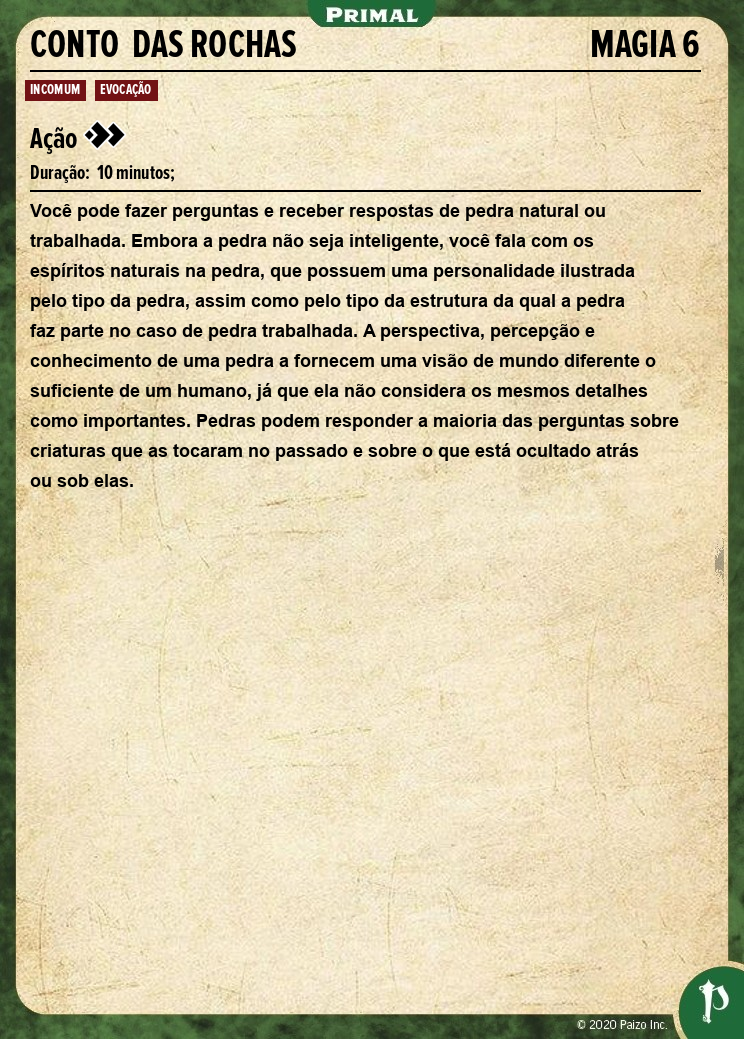 PRIMAL
CONTO DAS ROCHAS MAGIA 6
INCOMUM EVOCAÇÃO
Ação
Duração: 10 minutos;
Você pode fazer perguntas e receber respostas de pedra natural ou
trabalhada. Embora a pedra não seja inteligente, você fala com os
espíritos naturais na pedra, que possuem uma personalidade ilustrada
pelo tipo da pedra, assim como pelo tipo da estrutura da qual a pedra
faz parte no caso de pedra trabalhada. A perspectiva, percepção e
conhecimento de uma pedra a fornecem uma visão de mundo diferente o
suficiente de um humano, já que ela não considera os mesmos detalhes
como importantes. Pedras podem responder a maioria das perguntas sobre
criaturas que as tocaram no passado e sobre o que está ocultado atrás
ou sob elas.
© 2020 Paizo Inc.
P